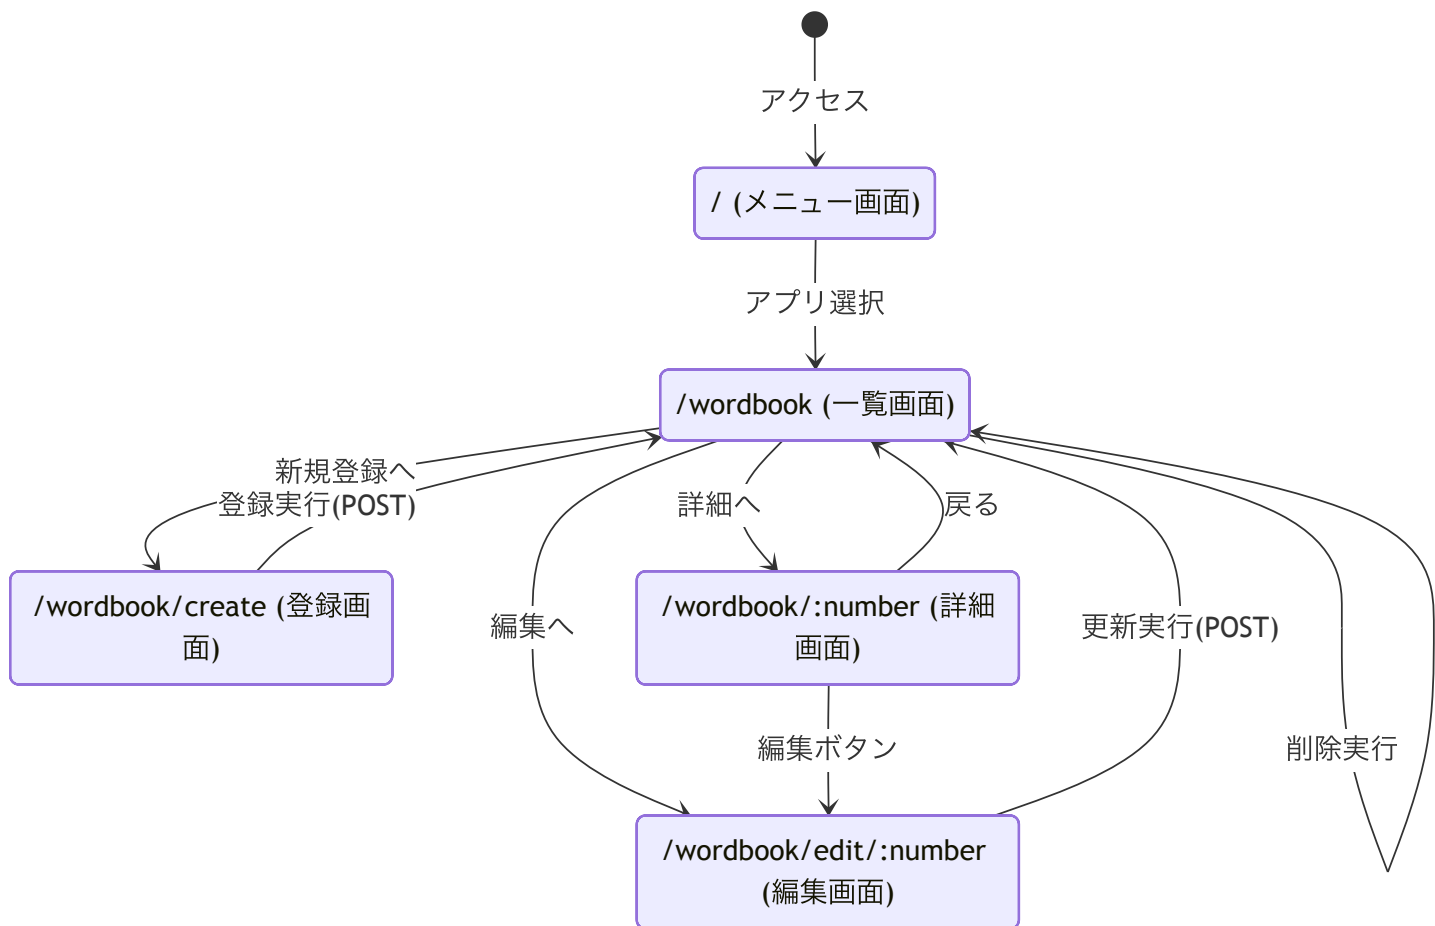 アクセス
/ (メニュー画面)
アプリ選択
/wordbook (一覧画面)
新規登録へ
登録実行(POST)
詳細へ
戻る
/wordbook/create (登録画
面)
編集へ
/wordbook/:number (詳細
画面)
更新実行(POST)
編集ボタン
削除実行
/wordbook/edit/:number
(編集画面)